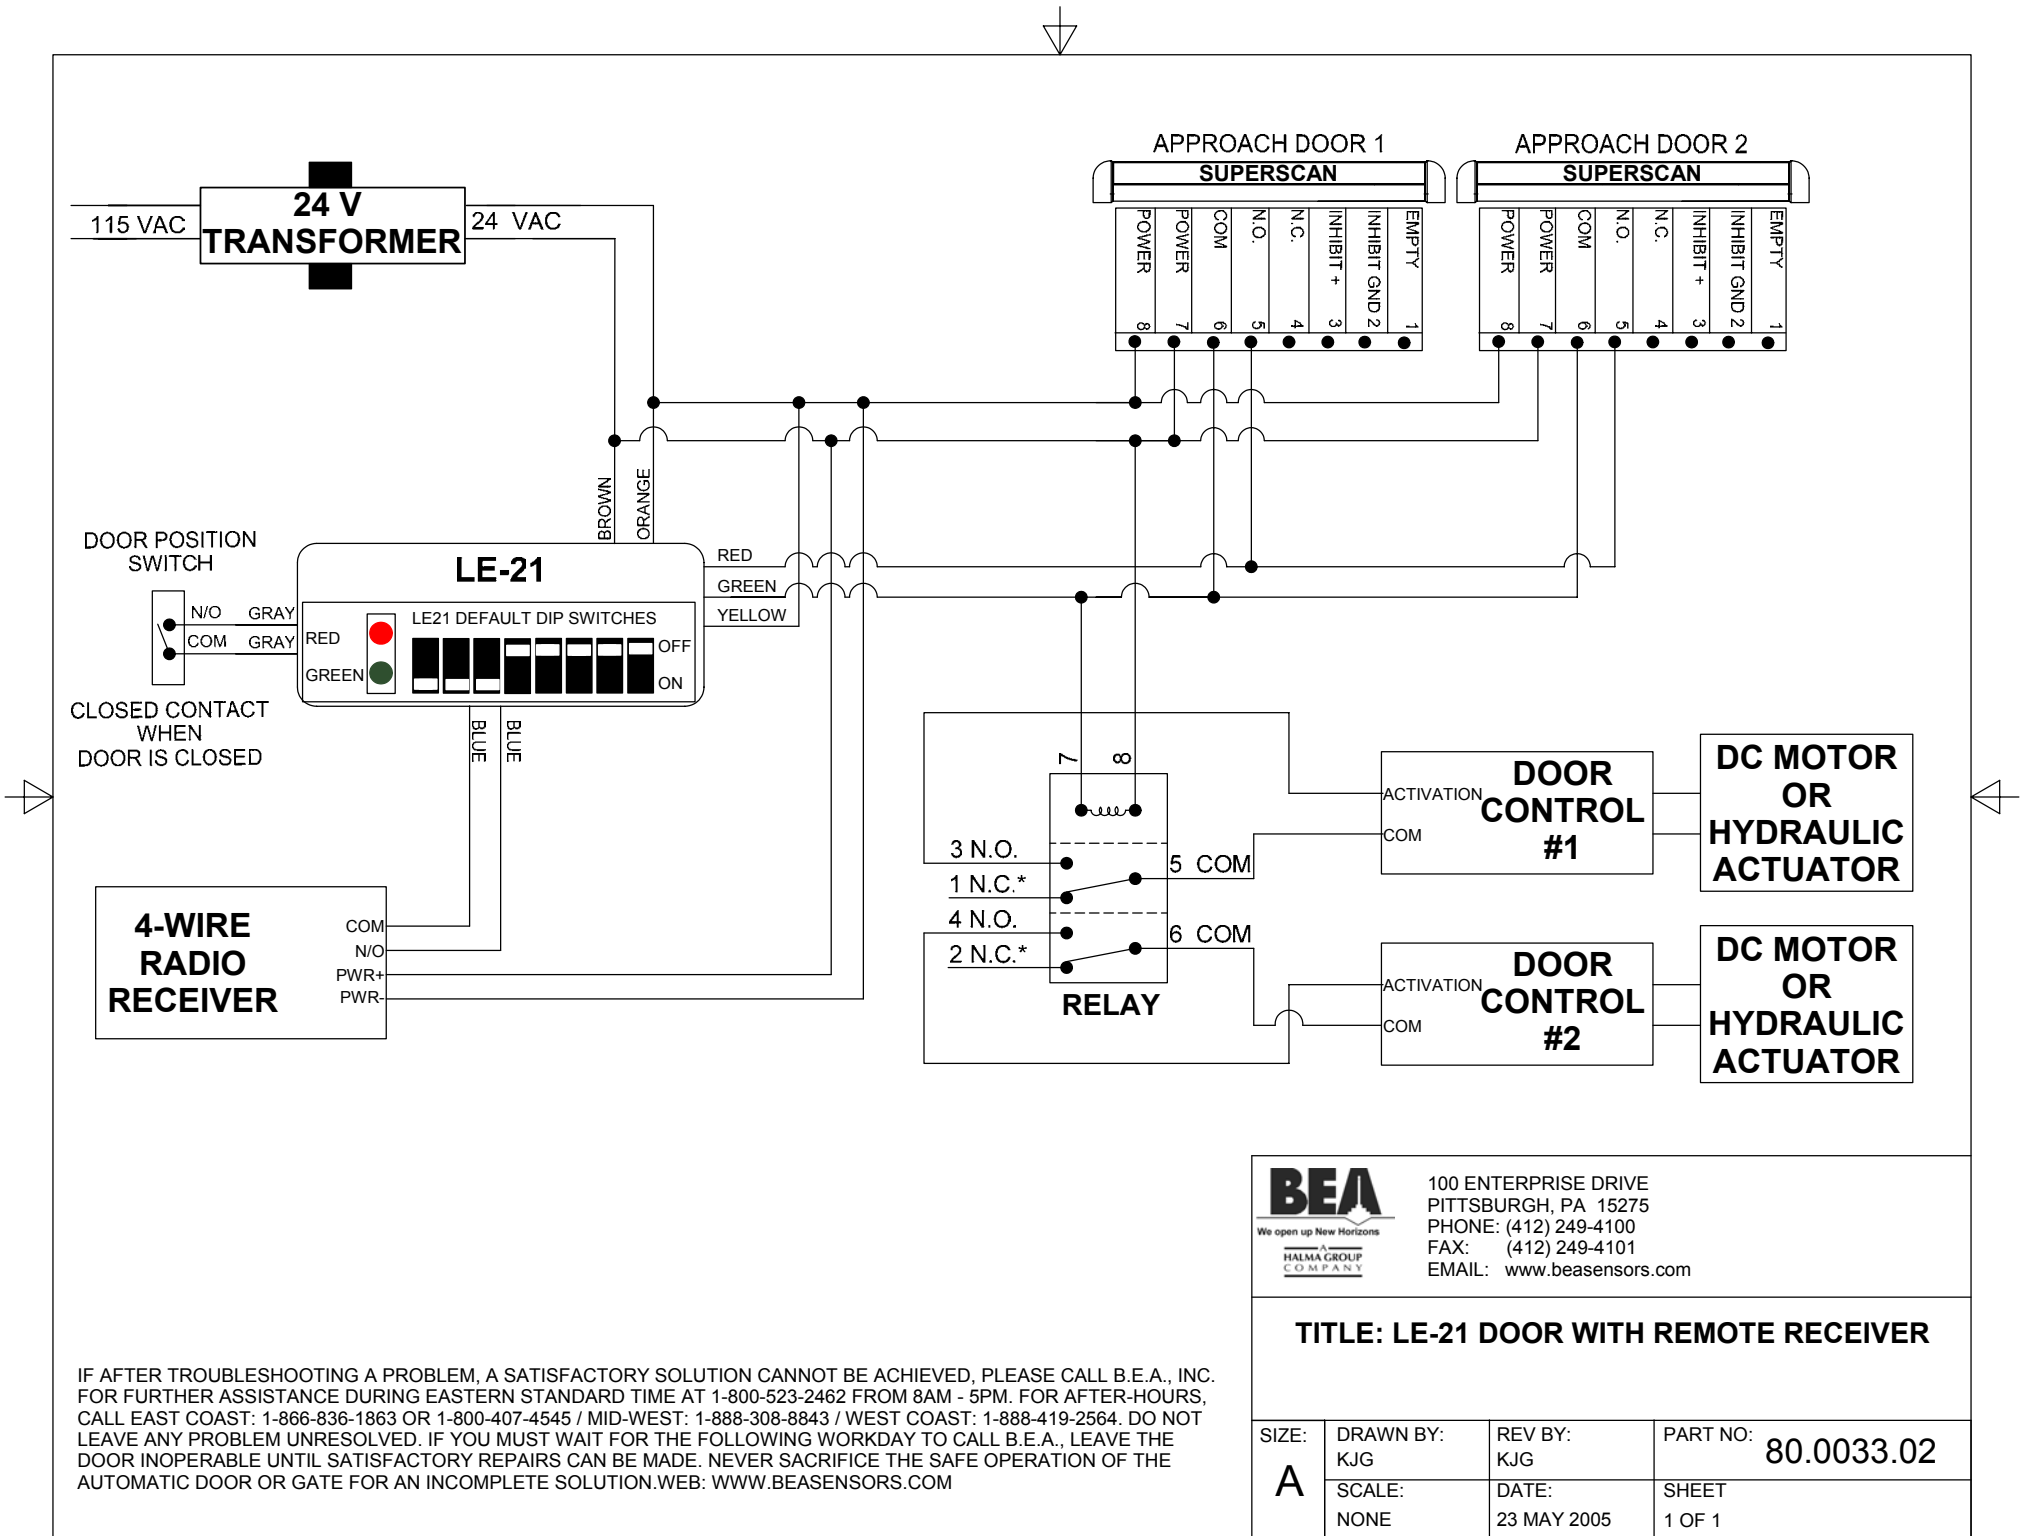 APPROACH DOOR 1
APPROACH DOOR 2
SUPERSCAN
SUPERSCAN
24 V
TRANSFORMER
115 VAC
24 VAC
POWER 8
POWER 7
COM 6
N.O. 5
N.C. 4
INHIBIT + 3
INHIBIT GND 2
EMPTY 1
POWER 8
POWER 7
COM 6
N.O. 5
N.C. 4
INHIBIT + 3
INHIBIT GND 2
EMPTY 1
BROWN
ORANGE
DOOR POSITION
SWITCH
N/O GRAY
COM GRAY
CLOSED CONTACT
WHEN
DOOR IS CLOSED
LE-21
LE21 DEFAULT DIP SWITCHES
RED
GREEN
OFF
ON
RED
GREEN
YELLOW
BLUE
BLUE
4-WIRE
RADIO
RECEIVER
COM
N/O
PWR+
PWR-
7
8
3 N.O.
1 N.C.*
4 N.O.
2 N.C.*
5 COM
6 COM
RELAY
ACTIVATION
COM
DOOR
CONTROL
#1
DC MOTOR
OR
HYDRAULIC
ACTUATOR
ACTIVATION
COM
DOOR
CONTROL
#2
DC MOTOR
OR
HYDRAULIC
ACTUATOR
BEA
We open up New Horizons
A
HALMA GROUP
COMPANY
100 ENTERPRISE DRIVE
PITTSBURGH, PA 15275
PHONE: (412) 249-4100
FAX: (412) 249-4101
EMAIL: www.beasensors.com
TITLE: LE-21 DOOR WITH REMOTE RECEIVER
IF AFTER TROUBLESHOOTING A PROBLEM, A SATISFACTORY SOLUTION CANNOT BE ACHIEVED, PLEASE CALL B.E.A., INC.
FOR FURTHER ASSISTANCE DURING EASTERN STANDARD TIME AT 1-800-523-2462 FROM 8AM - 5PM. FOR AFTER-HOURS,
CALL EAST COAST: 1-866-836-1863 OR 1-800-407-4545 / MID-WEST: 1-888-308-8843 / WEST COAST: 1-888-419-2564. DO NOT
LEAVE ANY PROBLEM UNRESOLVED. IF YOU MUST WAIT FOR THE FOLLOWING WORKDAY TO CALL B.E.A., LEAVE THE
DOOR INOPERABLE UNTIL SATISFACTORY REPAIRS CAN BE MADE. NEVER SACRIFICE THE SAFE OPERATION OF THE
AUTOMATIC DOOR OR GATE FOR AN INCOMPLETE SOLUTION.WEB: WWW.BEASENSORS.COM
SIZE:
A
DRAWN BY:
KJG
REV BY:
KJG
PART NO: 80.0033.02
SCALE:
NONE
DATE:
23 MAY 2005
SHEET
1 OF 1